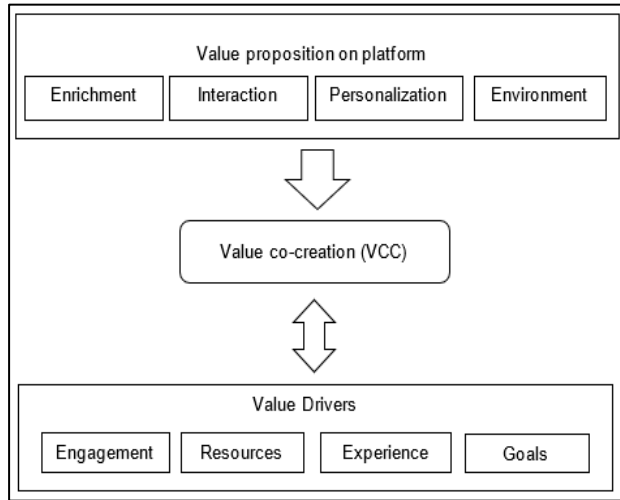 Value proposition on platform
Enrichment
Interaction
Personalization
Environment
Value co-creation (VCC)
Value Drivers
Engagement
Resources
Experience
Goals